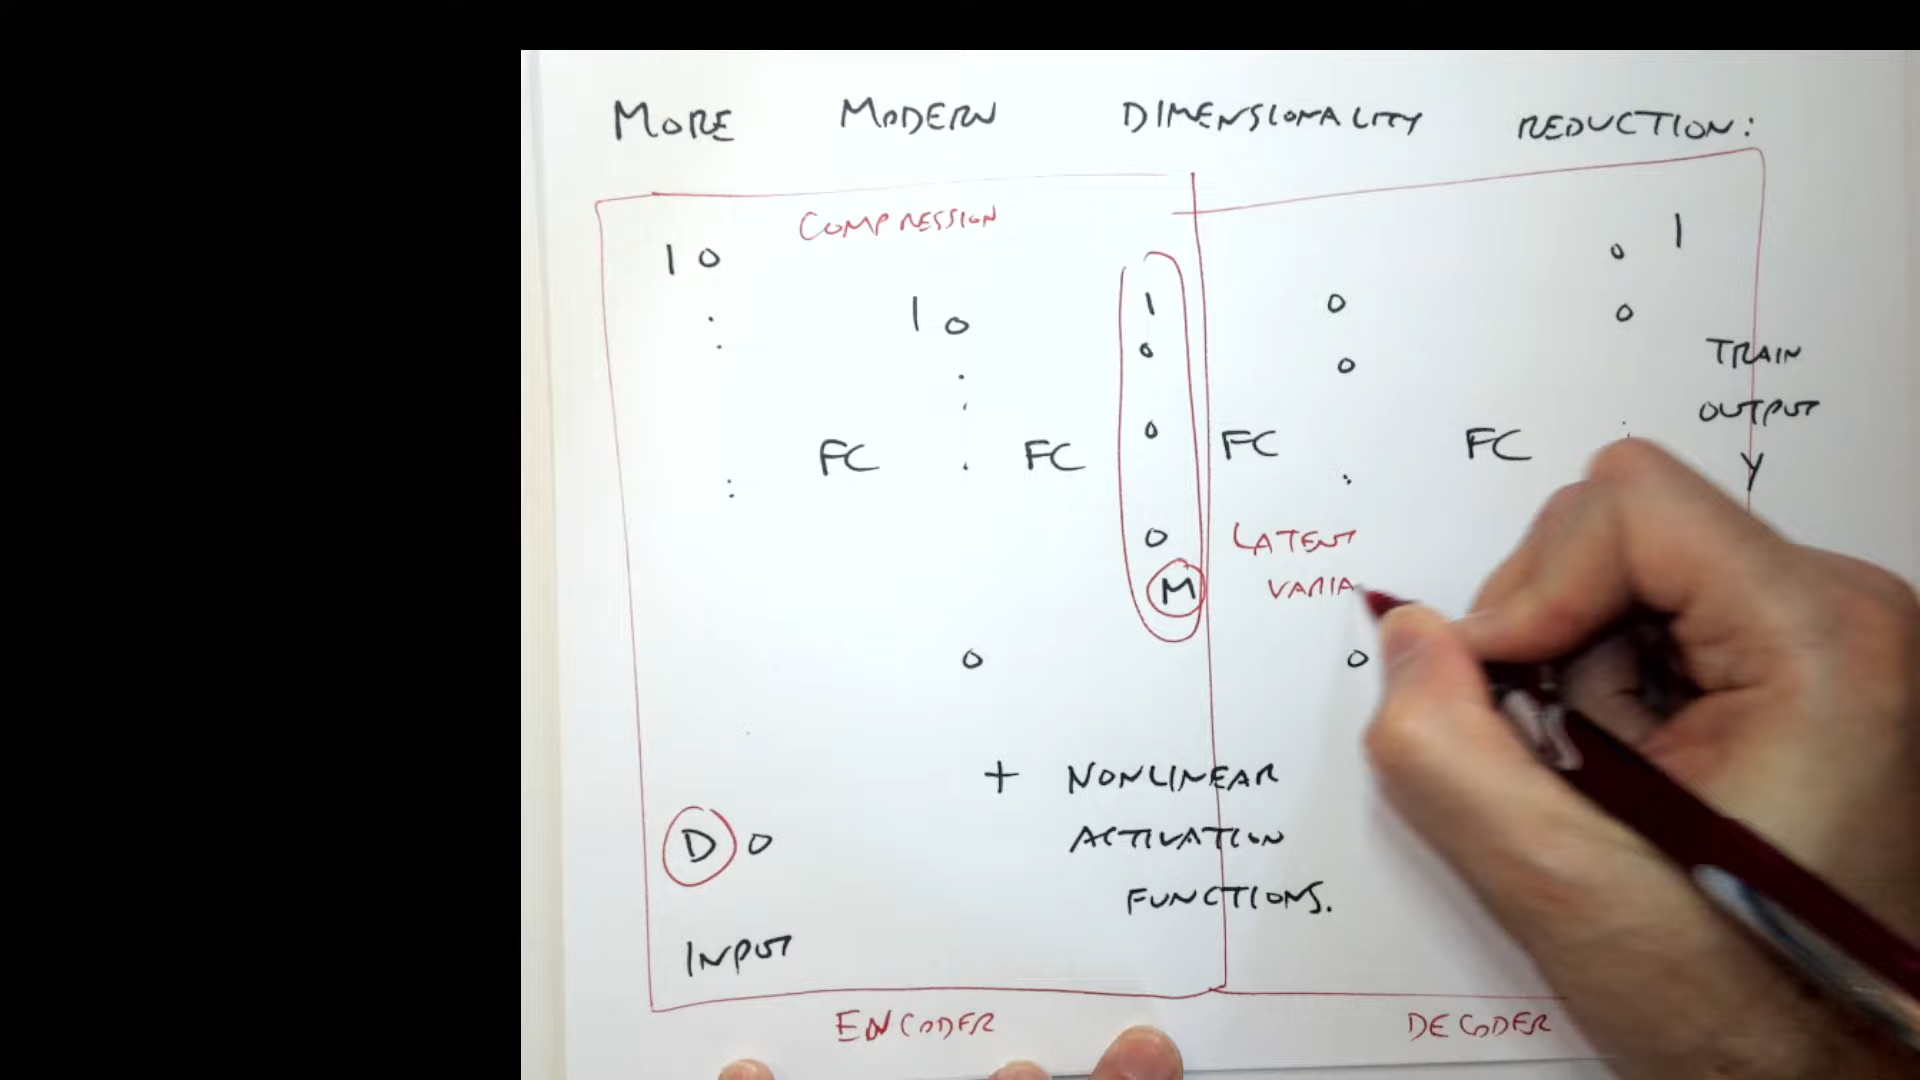 MORE MODERN DIMENSIONALITY REDUCTION:
COMPRESSION
1 0 0 1
1 0 1 0 0
0 0
0
FC FC FC FC
TRAIN
OUTPUT
Y
0 LATENT
M VARIA
0 0
+ NONLINEAR
D 0 ACTIVATION
FUNCTIONS.
INPUT
ENCODER DECODER